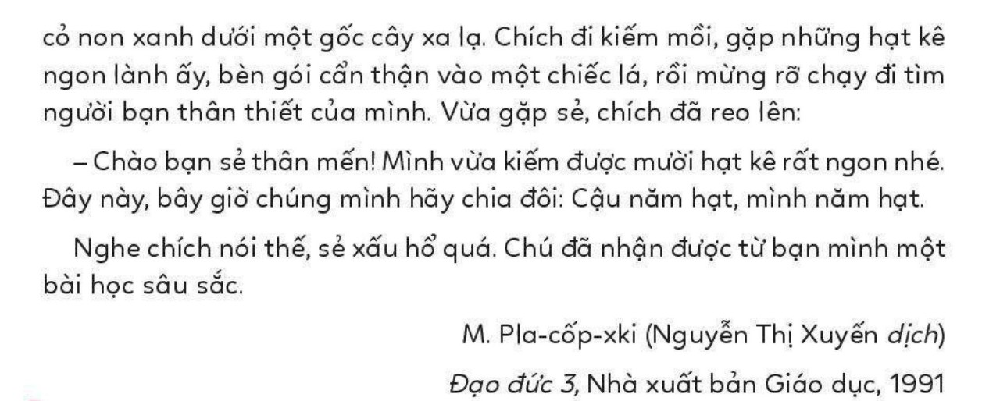 cỏ non xanh dưới một gốc cây xa lạ. Chích đi kiếm mồi, gặp những hạt kê
ngon lành ấy, bèn gói cẩn thận vào một chiếc lá, rồi mừng rỡ chạy đi tìm
người bạn thân thiết của mình. Vừa gặp sẻ, chích đã reo lên:
– Chào bạn sẻ thân mến! Mình vừa kiếm được mười hạt kê rất ngon nhé.
Đây này, bây giờ chúng mình hãy chia đôi: Cậu năm hạt, mình năm hạt.
Nghe chích nói thế, sẻ xấu hổ quá. Chú đã nhận được từ bạn mình một
bài học sâu sắc.
M. Pla-cốp-xki (Nguyễn Thị Xuyến dịch)
Đạo đức 3, Nhà xuất bản Giáo dục, 1991